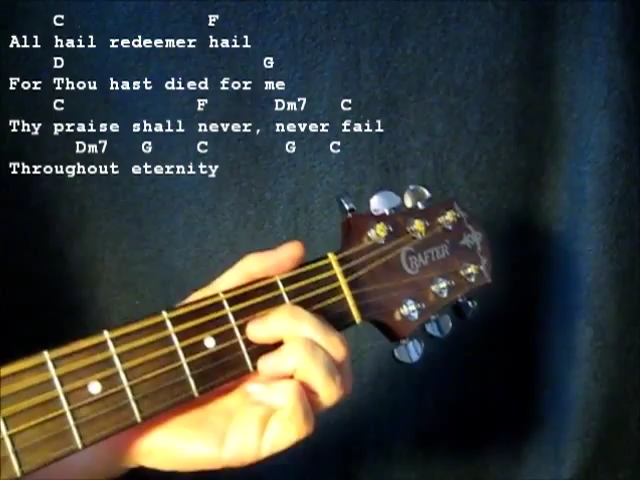 C F
All hail redeemer hail
D G
For Thou hast died for me
C F Dm7 C
Thy praise shall never, never fail
Dm7 G C G C
Throughout eternity
CRAFTER